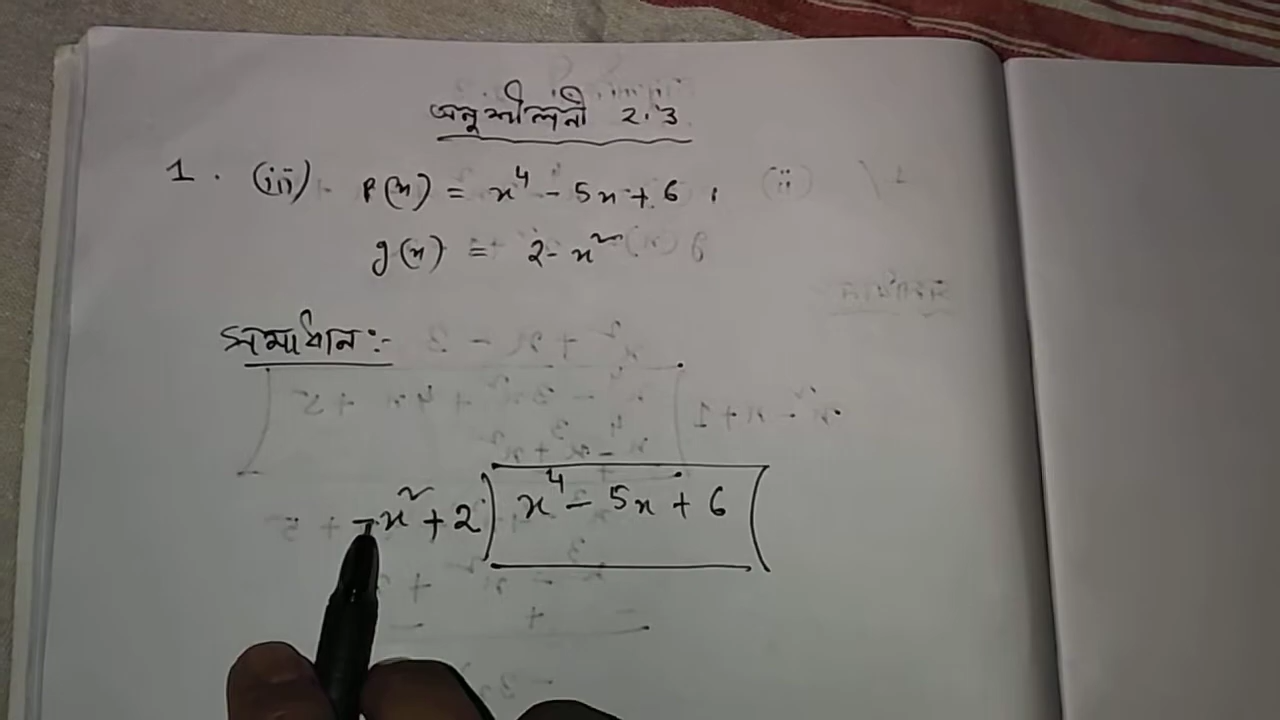 অনুশীলনী 2.3
1. (iii) P(x) = x⁴ - 5x + 6,
g(x) = 2 - x²
সমাধান :-
-x² + 2) x⁴ - 5x + 6 (